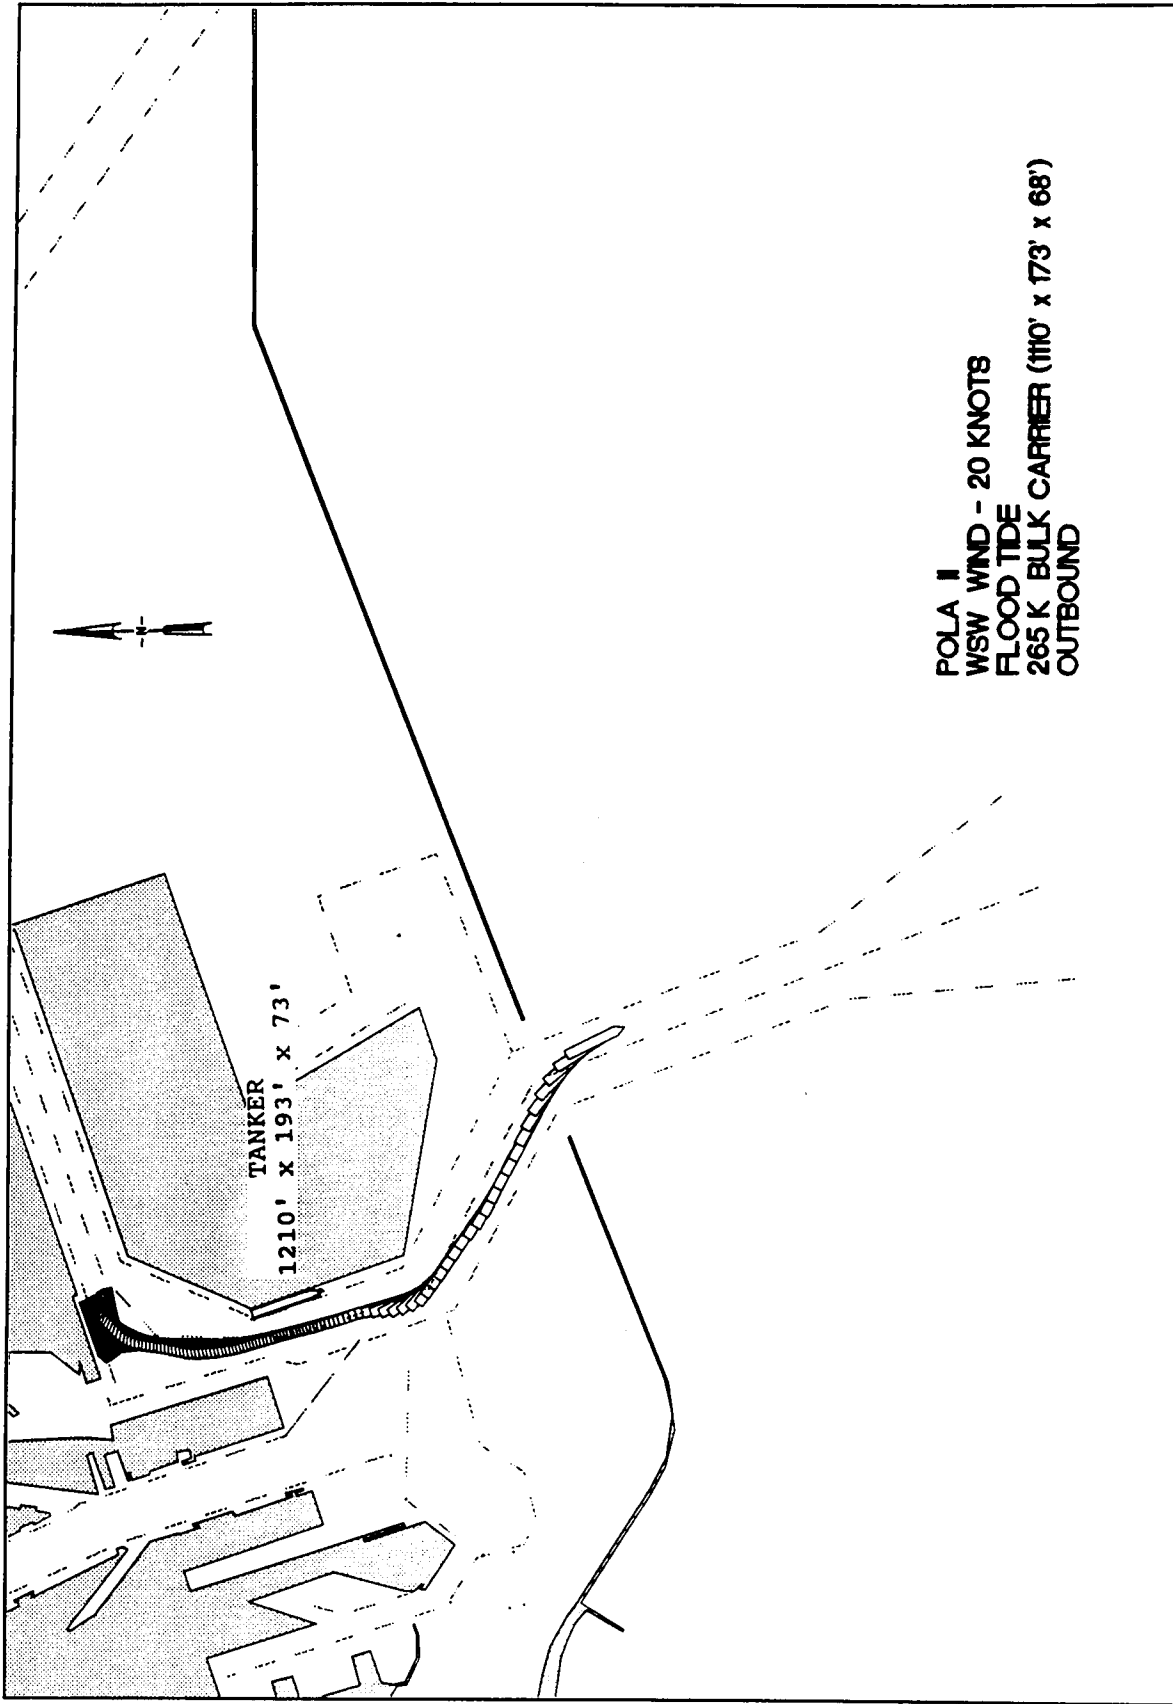 -N-
TANKER
1210' x 193' x 73'
POLA II
WSW WIND - 20 KNOTS
FLOOD TIDE
265 K BULK CARRIER (1110' x 173' x 68')
OUTBOUND